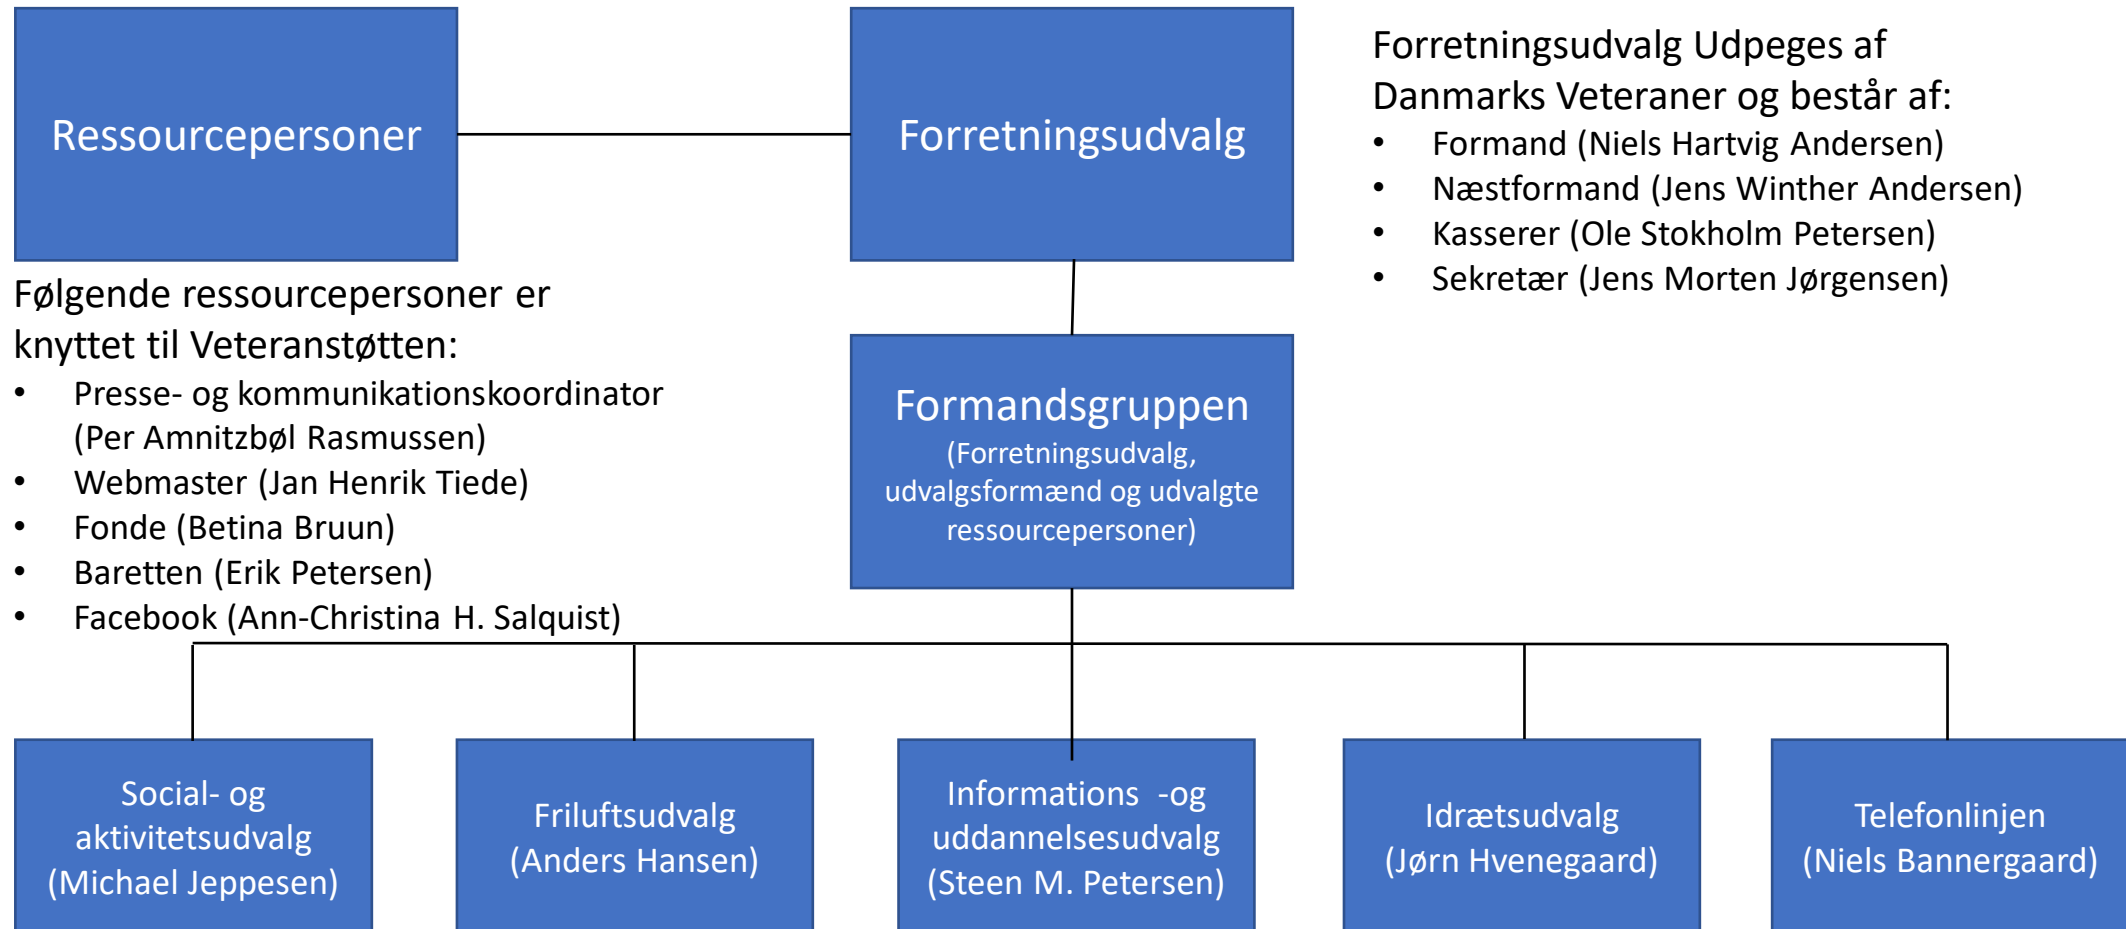 Ressourcepersoner
Forretningsudvalg
Forretningsudvalg Udpeges af
Danmarks Veteraner og består af:
• Formand (Niels Hartvig Andersen)
• Næstformand (Jens Winther Andersen)
• Kasserer (Ole Stokholm Petersen)
• Sekretær (Jens Morten Jørgensen)
Følgende ressourcepersoner er
knyttet til Veteranstøtten:
• Presse- og kommunikationskoordinator
(Per Amnitzbøl Rasmussen)
• Webmaster (Jan Henrik Tiede)
• Fonde (Betina Bruun)
• Baretten (Erik Petersen)
• Facebook (Ann-Christina H. Salquist)
Formandsgruppen
(Forretningsudvalg,
udvalgsformænd og udvalgte
ressourcepersoner)
Social- og
aktivitetsudvalg
(Michael Jeppesen)
Friluftsudvalg
(Anders Hansen)
Informations -og
uddannelsesudvalg
(Steen M. Petersen)
Idrætsudvalg
(Jørn Hvenegaard)
Telefonlinjen
(Niels Bannergaard)